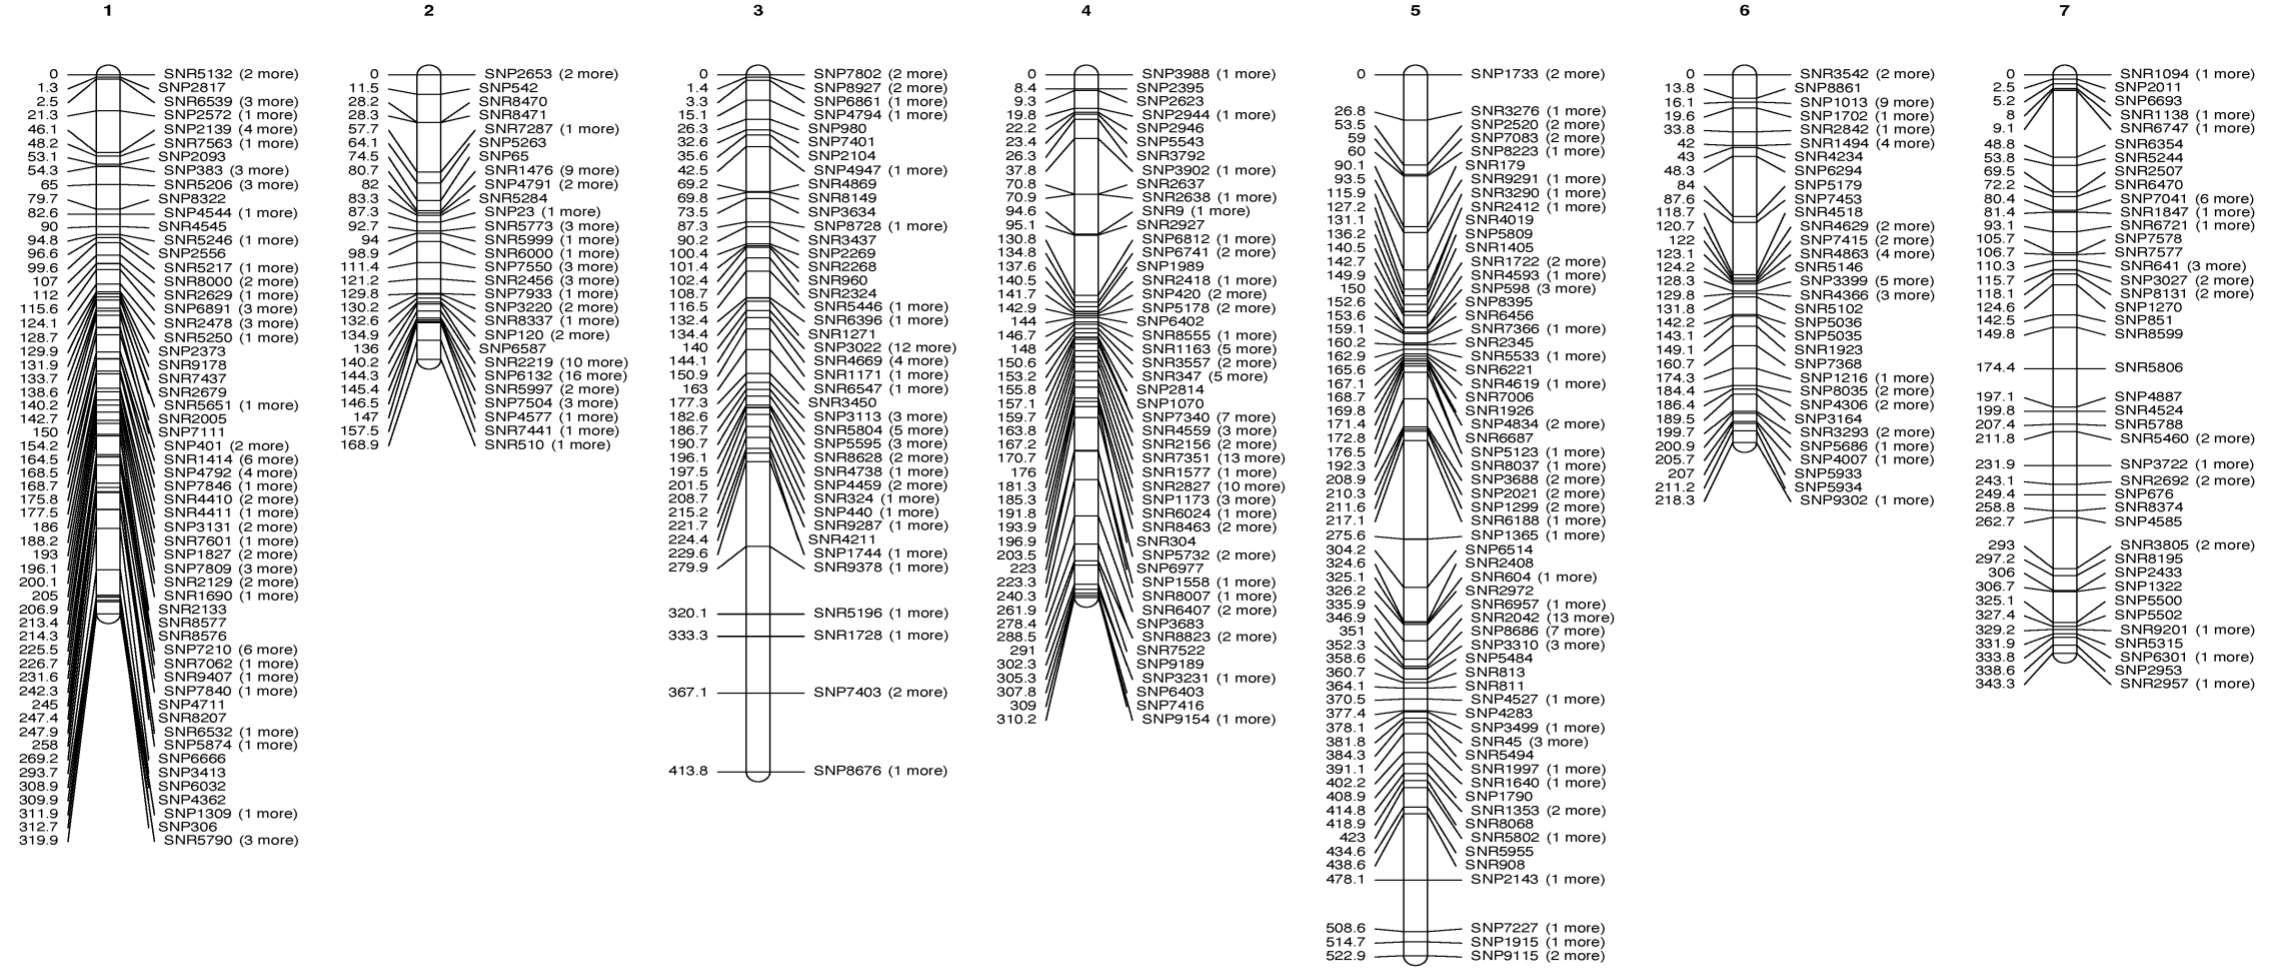 1
0 SNR5132 (2 more)
1.3 SNP2817
2.5 SNR6539 (3 more)
21.3 SNP2572 (1 more)
46.1 SNP2139 (4 more)
48.2 SNR7563 (1 more)
53.1 SNP2093
54.3 SNP383 (3 more)
65 SNR5206 (3 more)
79.7 SNP8322
82.6 SNP4544 (1 more)
90 SNR4545
94.8 SNR5246 (1 more)
96.6 SNP2556
99.6 SNR5217 (1 more)
107 SNR8000 (2 more)
112 SNR2629 (1 more)
115.6 SNP6891 (3 more)
124.1 SNR2478 (3 more)
128.7 SNR5250 (1 more)
129.9 SNP2373
131.9 SNR9178
133.7 SNR7437
138.6 SNR2679
140.2 SNR5651 (1 more)
142.7 SNR2005
150 SNP7111
154.2 SNP401 (2 more)
164.5 SNR1414 (6 more)
168.5 SNP4792 (4 more)
168.7 SNP7846 (1 more)
175.8 SNR4410 (2 more)
177.5 SNR4411 (1 more)
186 SNP3131 (2 more)
188.2 SNR7601 (1 more)
193 SNP1827 (2 more)
196.1 SNP7809 (3 more)
200.1 SNR2129 (2 more)
205 SNR1690 (1 more)
206.9 SNR2133
213.4 SNR8577
214.3 SNR8576
225.5 SNP7210 (6 more)
226.7 SNR7062 (1 more)
231.6 SNR9407 (1 more)
242.3 SNP7840 (1 more)
245 SNP4711
247.4 SNR8207
247.9 SNR6532 (1 more)
258 SNP5874 (1 more)
269.2 SNP6666
293.7 SNP3413
308.9 SNP6032
309.9 SNP4362
311.9 SNP1309 (1 more)
312.7 SNP306
319.9 SNR5790 (3 more)
2
0 SNP2653 (2 more)
11.5 SNP542
28.2 SNR8470
28.3 SNR8471
57.7 SNR7287 (1 more)
64.1 SNP5263
74.5 SNP65
80.7 SNR1476 (9 more)
82 SNP4791 (2 more)
83.3 SNR5284
87.3 SNP23 (1 more)
92.7 SNR5773 (3 more)
94 SNR5999 (1 more)
98.9 SNR6000 (1 more)
111.4 SNP7550 (3 more)
121.2 SNR2456 (3 more)
129.8 SNP7933 (1 more)
130.2 SNP3220 (2 more)
132.6 SNR8337 (1 more)
134.9 SNP120 (2 more)
136 SNP6587
140.2 SNR2219 (10 more)
144.3 SNP6132 (16 more)
145.4 SNR5997 (2 more)
146.5 SNP7504 (3 more)
147 SNP4577 (1 more)
157.5 SNR7441 (1 more)
168.9 SNR510 (1 more)
3
0 SNP7802 (2 more)
1.4 SNP8927 (2 more)
3.3 SNP6861 (1 more)
15.1 SNP4794 (1 more)
26.3 SNP980
32.6 SNP7401
35.6 SNP2104
42.5 SNP4947 (1 more)
69.2 SNR4869
69.8 SNR8149
73.5 SNP3634
87.3 SNP8728 (1 more)
90.2 SNR3437
100.4 SNP2269
101.4 SNR2268
102.4 SNR960
108.7 SNR2324
116.5 SNR5446 (1 more)
132.4 SNR6396 (1 more)
134.4 SNR1271
140 SNP3022 (12 more)
144.1 SNR4669 (4 more)
150.9 SNR1171 (1 more)
163 SNR6547 (1 more)
177.3 SNR3450
182.6 SNP3113 (3 more)
186.7 SNR5804 (5 more)
190.7 SNP5595 (3 more)
196.1 SNR8628 (2 more)
197.5 SNR4738 (1 more)
201.5 SNP4459 (2 more)
208.7 SNR324 (1 more)
215.2 SNP440 (1 more)
221.7 SNR9287 (1 more)
224.4 SNR4211
229.6 SNP1744 (1 more)
279.9 SNR9378 (1 more)
320.1 SNR5196 (1 more)
333.3 SNR1728 (1 more)
367.1 SNP7403 (2 more)
413.8 SNP8676 (1 more)
4
0 SNP3988 (1 more)
8.4 SNP2395
9.3 SNP2623
19.8 SNP2944 (1 more)
22.2 SNP2946
23.4 SNP5543
26.3 SNR3792
37.8 SNP3902 (1 more)
70.8 SNR2637
70.9 SNR2638 (1 more)
94.6 SNR9 (1 more)
95.1 SNR2927
130.8 SNP6812 (1 more)
134.8 SNP6741 (2 more)
137.6 SNP1989
140.5 SNR2418 (1 more)
141.7 SNP420 (2 more)
142.9 SNP5178 (2 more)
144 SNP6402
146.7 SNR8555 (1 more)
148 SNR1163 (5 more)
150.6 SNR3557 (2 more)
153.2 SNR347 (5 more)
155.8 SNP2814
157.1 SNP1070
159.7 SNP7340 (7 more)
163.8 SNR4559 (3 more)
167.2 SNR2156 (2 more)
170.7 SNR7351 (13 more)
176 SNR1577 (1 more)
181.3 SNR2827 (10 more)
185.3 SNP1173 (3 more)
191.8 SNR6024 (1 more)
193.9 SNR8463 (2 more)
196.9 SNR304
203.5 SNP5732 (2 more)
223 SNP6977
223.3 SNP1558 (1 more)
240.3 SNR8007 (1 more)
261.9 SNR6407 (2 more)
278.4 SNP3683
288.5 SNR8823 (2 more)
291 SNR7522
302.3 SNP9189
305.3 SNP3231 (1 more)
307.8 SNP6403
309 SNP7416
310.2 SNP9154 (1 more)
5
0 SNP1733 (2 more)
26.8 SNR3276 (1 more)
53.5 SNP2520 (2 more)
59 SNP7083 (2 more)
60 SNP8223 (1 more)
90.1 SNR179
93.5 SNR9291 (1 more)
115.9 SNR3290 (1 more)
127.2 SNR2412 (1 more)
131.1 SNR4019
136.2 SNP5809
140.5 SNR1405
142.7 SNR1722 (2 more)
149.9 SNR4593 (1 more)
150 SNP598 (3 more)
152.6 SNP8395
153.6 SNR6456
159.1 SNR7366 (1 more)
160.2 SNR2345
162.9 SNR5533 (1 more)
165.6 SNR6221
167.1 SNR4619 (1 more)
168.7 SNR7006
169.8 SNR1926
171.4 SNP4834 (2 more)
172.8 SNR6687
176.5 SNP5123 (1 more)
192.3 SNR8037 (1 more)
208.9 SNP3688 (2 more)
210.3 SNP2021 (2 more)
211.6 SNP1299 (2 more)
217.1 SNR6188 (1 more)
275.6 SNP1365 (1 more)
304.2 SNP6514
324.6 SNR2408
325.1 SNR604 (1 more)
326.2 SNR2972
335.9 SNR6957 (1 more)
346.9 SNR2042 (13 more)
351 SNP8686 (7 more)
352.3 SNP3310 (3 more)
358.6 SNP5484
360.7 SNR813
364.1 SNR811
370.5 SNP4527 (1 more)
377.4 SNP4283
378.1 SNP3499 (1 more)
381.8 SNR45 (3 more)
384.3 SNR5494
391.1 SNR1997 (1 more)
402.2 SNR1640 (1 more)
408.9 SNP1790
414.8 SNR1353 (2 more)
418.9 SNR8068
423 SNR5802 (1 more)
434.6 SNR5955
438.6 SNR908
478.1 SNP2143 (1 more)
508.6 SNP7227 (1 more)
514.7 SNP1915 (1 more)
522.9 SNP9115 (2 more)
6
0 SNR3542 (2 more)
13.8 SNP8861
16.1 SNP1013 (9 more)
19.6 SNP1702 (1 more)
33.8 SNR2842 (1 more)
42 SNR1494 (4 more)
43 SNR4234
48.3 SNP6294
84 SNP5179
87.6 SNP7453
118.7 SNR4518
120.7 SNR4629 (2 more)
122 SNP7415 (2 more)
123.1 SNR4863 (4 more)
124.2 SNR5146
128.3 SNP3399 (5 more)
129.8 SNR4366 (3 more)
131.8 SNR5102
142.2 SNP5036
143.1 SNP5035
149.1 SNR1923
160.7 SNP7368
174.3 SNP1216 (1 more)
184.4 SNP8035 (2 more)
186.4 SNP4306 (2 more)
189.5 SNP3164
199.7 SNR3293 (2 more)
200.9 SNP5686 (1 more)
205.7 SNP4007 (1 more)
207 SNP5933
211.2 SNP5934
218.3 SNP9302 (1 more)
7
0 SNR1094 (1 more)
2.5 SNP2011
5.2 SNP6693
8 SNR1138 (1 more)
9.1 SNR6747 (1 more)
48.8 SNR6354
53.8 SNR5244
69.5 SNR2507
72.2 SNR6470
80.4 SNP7041 (6 more)
81.4 SNR1847 (1 more)
93.1 SNR6721 (1 more)
105.7 SNP7578
106.7 SNR7577
110.3 SNR641 (3 more)
115.7 SNP3027 (2 more)
118.1 SNP8131 (2 more)
124.6 SNP1270
142.5 SNP851
149.8 SNR8599
174.4 SNR5806
197.1 SNP4887
199.8 SNR4524
207.4 SNR5788
211.8 SNR5460 (2 more)
231.9 SNP3722 (1 more)
243.1 SNR2692 (2 more)
249.4 SNP676
258.8 SNR8374
262.7 SNP4585
293 SNR3805 (2 more)
297.2 SNR8195
306 SNP2433
306.7 SNP1322
325.1 SNP5500
327.4 SNP5502
329.2 SNR9201 (1 more)
331.9 SNR5315
333.8 SNP6301 (1 more)
338.6 SNP2953
343.3 SNR2957 (1 more)